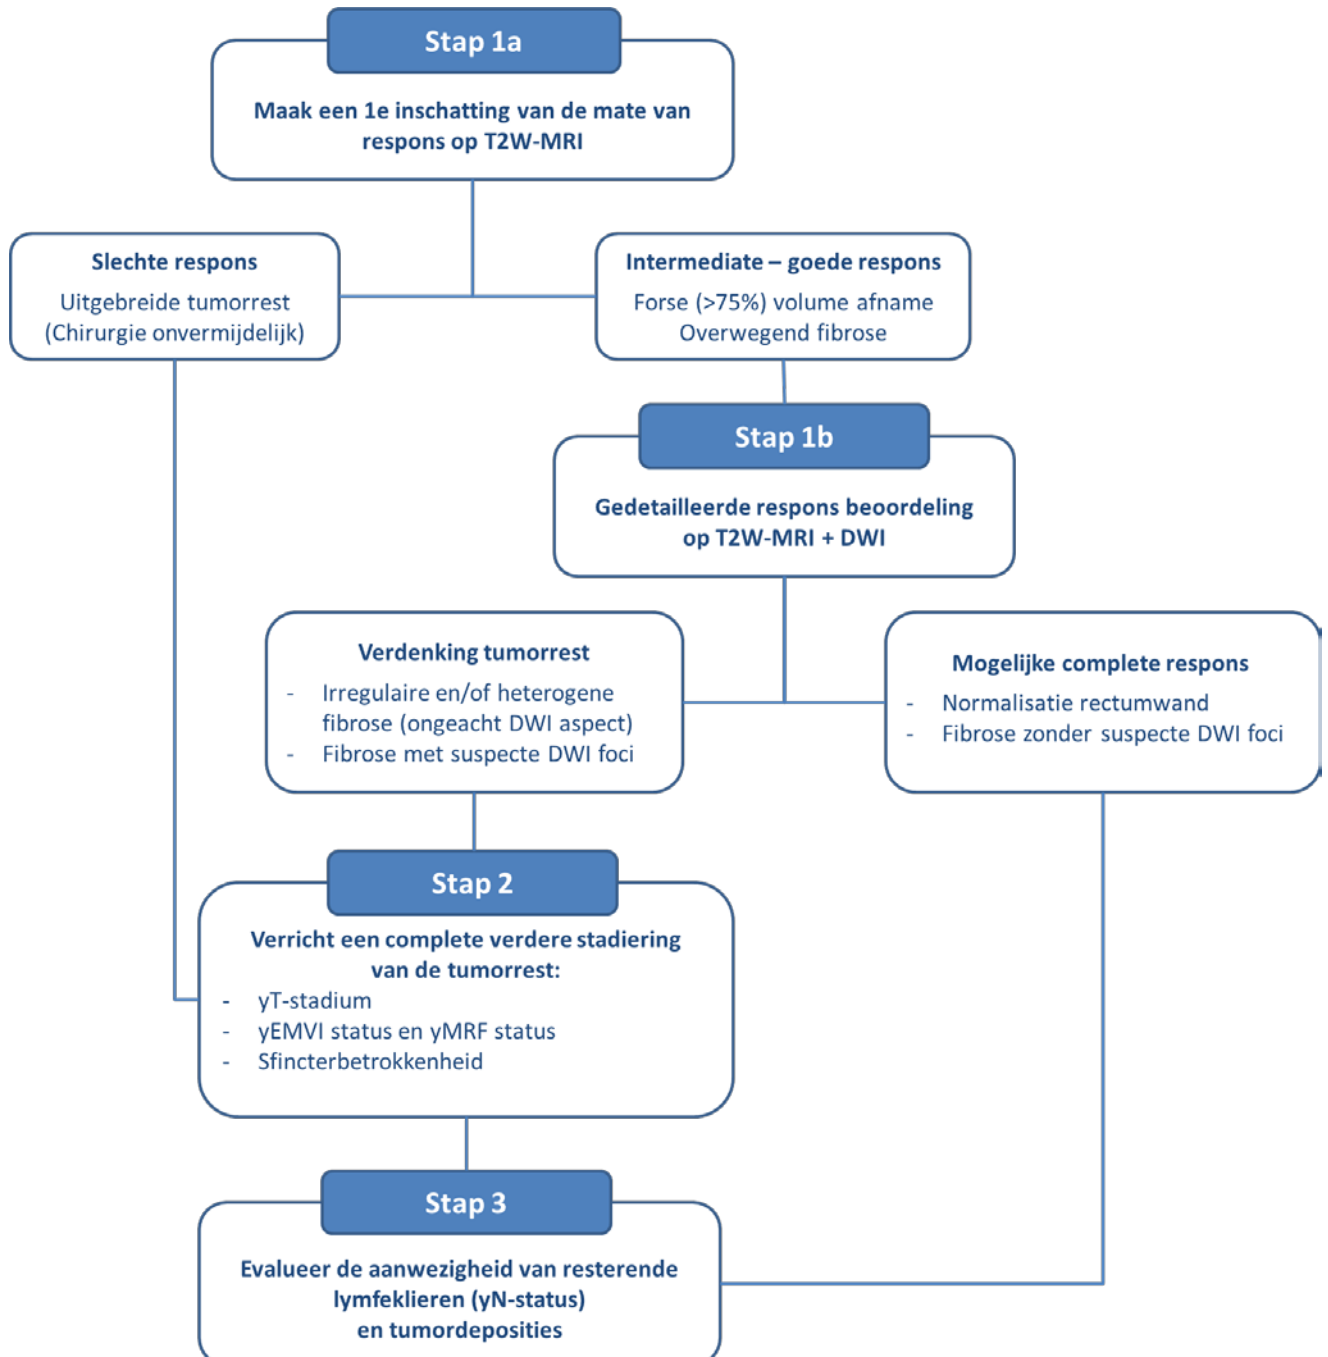 Stap 1a
Maak een 1e inschatting van de mate van
respons op T2W-MRI
Slechte respons
Uitgebreide tumorrest
(Chirurgie onvermijdelijk)
Intermediate – goede respons
Forse (>75%) volume afname
Overwegend fibrose
Stap 1b
Gedetailleerde respons beoordeling
op T2W-MRI + DWI
Verdenking tumorrest
- Irregulaire en/of heterogene
fibrose (ongeacht DWI aspect)
- Fibrose met suspecte DWI foci
Mogelijke complete respons
- Normalisatie rectumwand
- Fibrose zonder suspecte DWI foci
Stap 2
Verricht een complete verdere stadiering
van de tumorrest:
- yT-stadium
- yEMVI status en yMRF status
- Sfincterbetrokkenheid
Stap 3
Evalueer de aanwezigheid van resterende
lymfeklieren (yN-status)
en tumordeposities